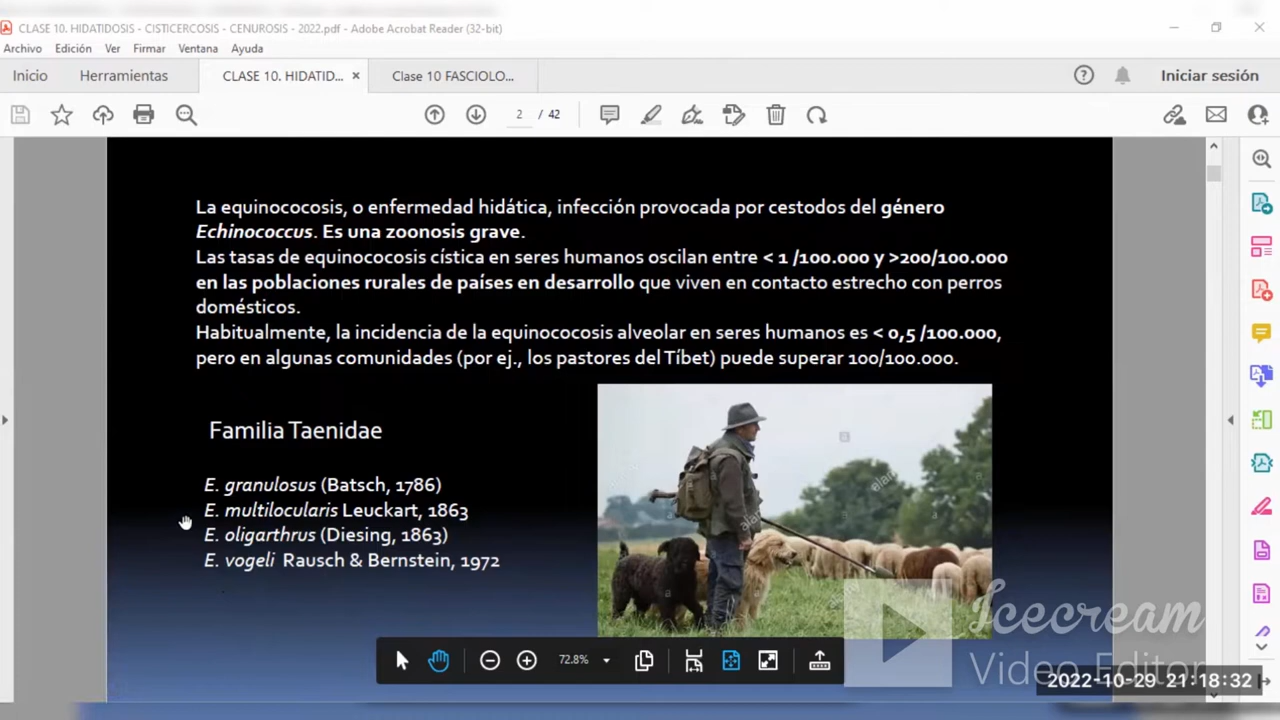 CLASE 10. HIDATIDOSIS - CISTICERCOSIS - CENUROSIS - 2022.pdf - Adobe Acrobat Reader (32-bit)
Archivo Edición Ver Firmar Ventana Ayuda
Inicio Herramientas CLASE 10. HIDATID... × Clase 10 FASCIOLO... Iniciar sesión
2 / 42
La equinococosis, o enfermedad hidática, infección provocada por cestodos del género
Echinococcus. Es una zoonosis grave.
Las tasas de equinococosis cística en seres humanos oscilan entre < 1 /100.000 y >200/100.000
en las poblaciones rurales de países en desarrollo que viven en contacto estrecho con perros
domésticos.
Habitualmente, la incidencia de la equinococosis alveolar en seres humanos es < 0,5 /100.000,
pero en algunas comunidades (por ej., los pastores del Tíbet) puede superar 100/100.000.
Familia Taenidae
E. granulosus (Batsch, 1786)
E. multilocularis Leuckart, 1863
E. oligarthrus (Diesing, 1863)
E. vogeli Rausch & Bernstein, 1972
72.8%
Icecream
Video Editor
2022-10-29 21:18:32